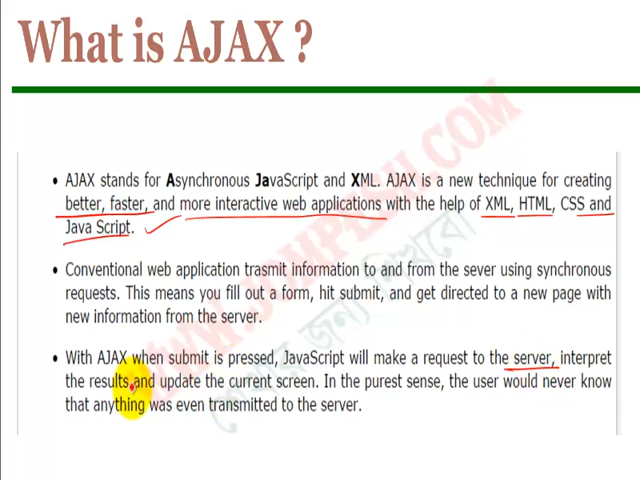 What is AJAX ?
WWW.JOMPESH.COM
শেখার জন্য শিখবো
• AJAX stands for Asynchronous JavaScript and XML. AJAX is a new technique for creating
better, faster, and more interactive web applications with the help of XML, HTML, CSS and
Java Script.
• Conventional web application trasmit information to and from the sever using synchronous
requests. This means you fill out a form, hit submit, and get directed to a new page with
new information from the server.
• With AJAX when submit is pressed, JavaScript will make a request to the server, interpret
the results and update the current screen. In the purest sense, the user would never know
that anything was even transmitted to the server.